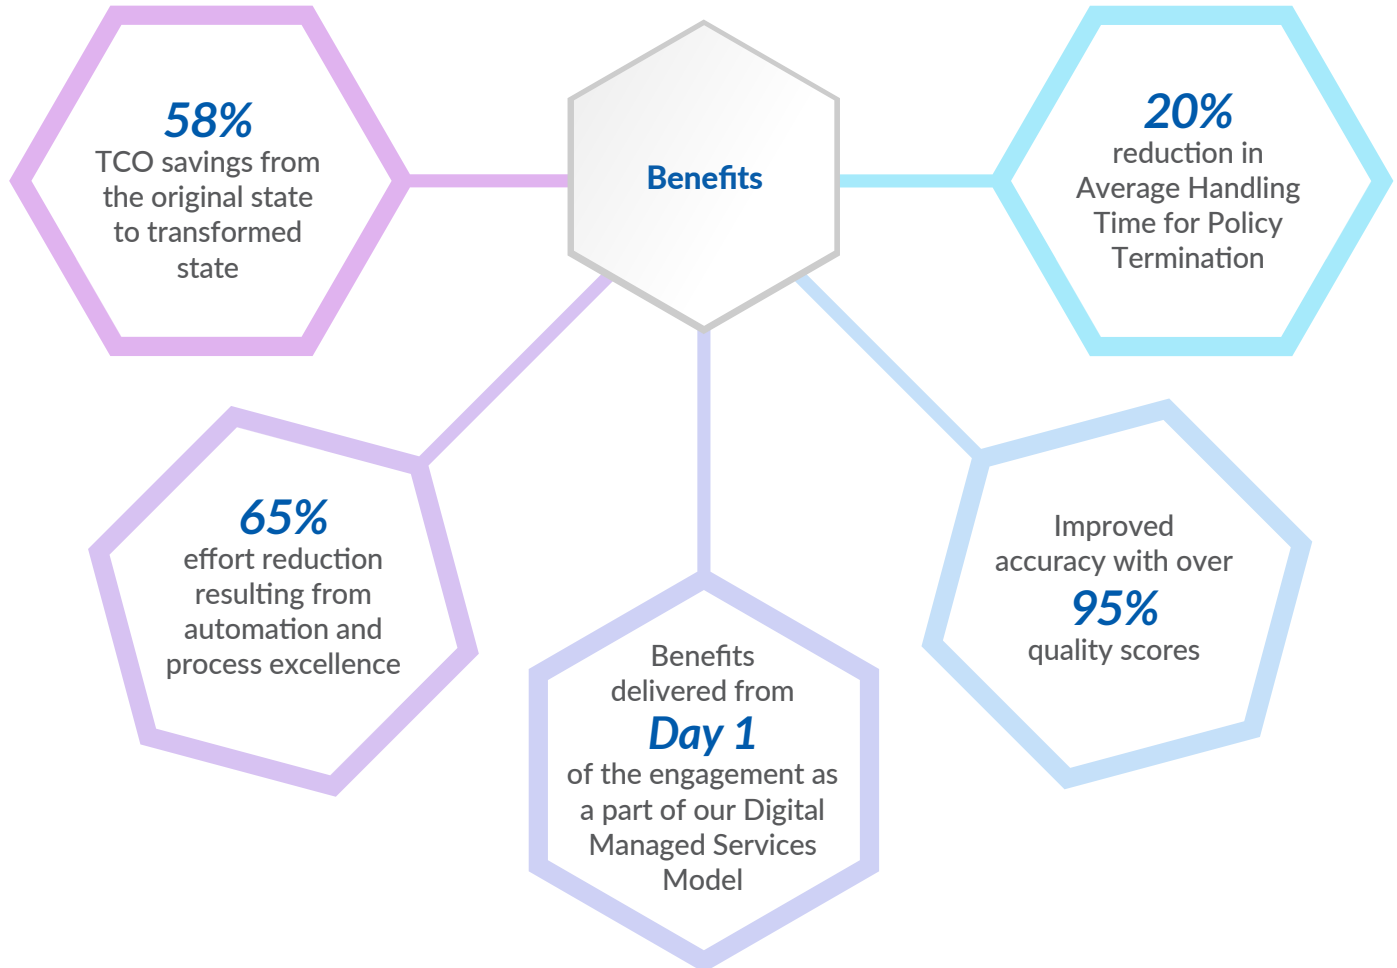 58%
TCO savings from
the original state
to transformed
state
Benefits
20%
reduction in
Average Handling
Time for Policy
Termination
65%
effort reduction
resulting from
automation and
process excellence
Benefits
delivered from
Day 1
of the engagement as
a part of our Digital
Managed Services
Model
Improved
accuracy with over
95%
quality scores